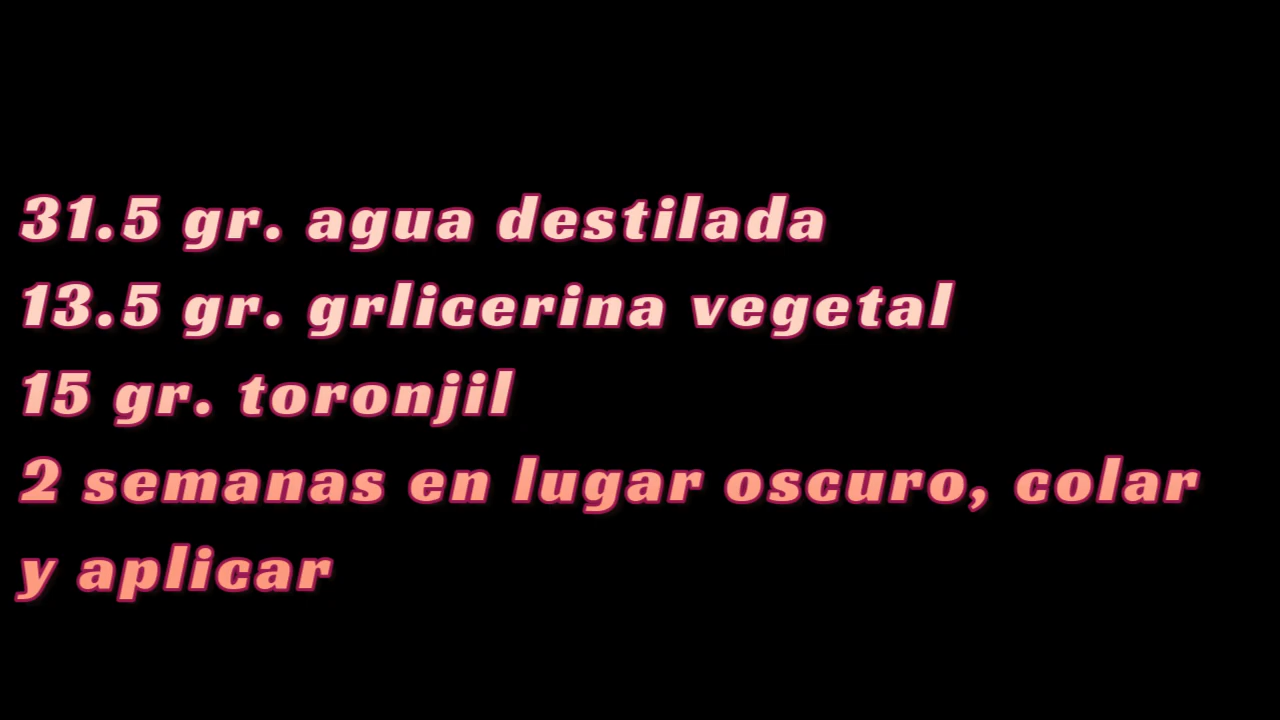 31.5 gr. agua destilada
13.5 gr. grlicerina vegetal
15 gr. toronjil
2 semanas en lugar oscuro, colar
y aplicar